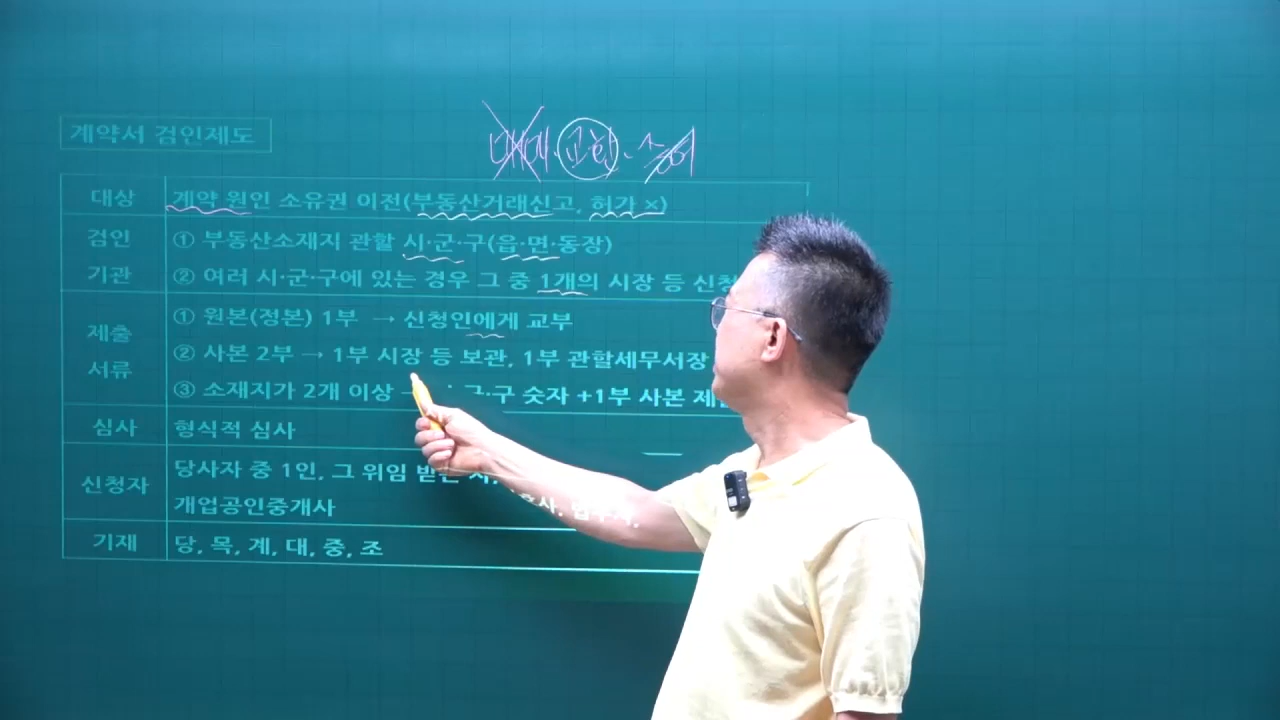 계약서 검인제도
매매. 교환. 증여
대상 계약 원인 소유권 이전(부동산거래신고, 허가 ×)
검인 ① 부동산소재지 관할 시·군·구(읍·면·동장)
기관 ② 여러 시·군·구에 있는 경우 그 중 1개의 시장 등 신청
제출 ① 원본(정본) 1부 → 신청인에게 교부
서류 ② 사본 2부 → 1부 시장 등 보관, 1부 관할세무서장
③ 소재지가 2개 이상 구 숫자 +1부 사본
심사 형식적 심사
신청자 당사자 중 1인, 그 위임 받은
개업공인중개사
기재 당, 목, 계, 대, 중, 조